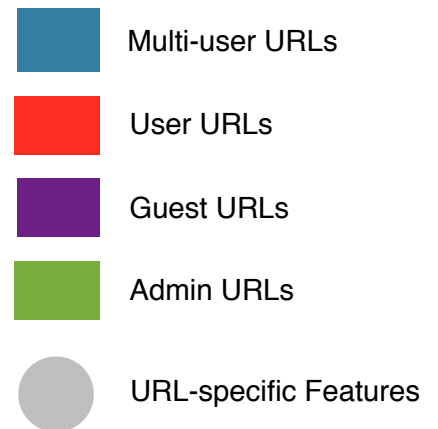 Multi-user URLs
User URLs
Guest URLs
Admin URLs
URL-specific Features